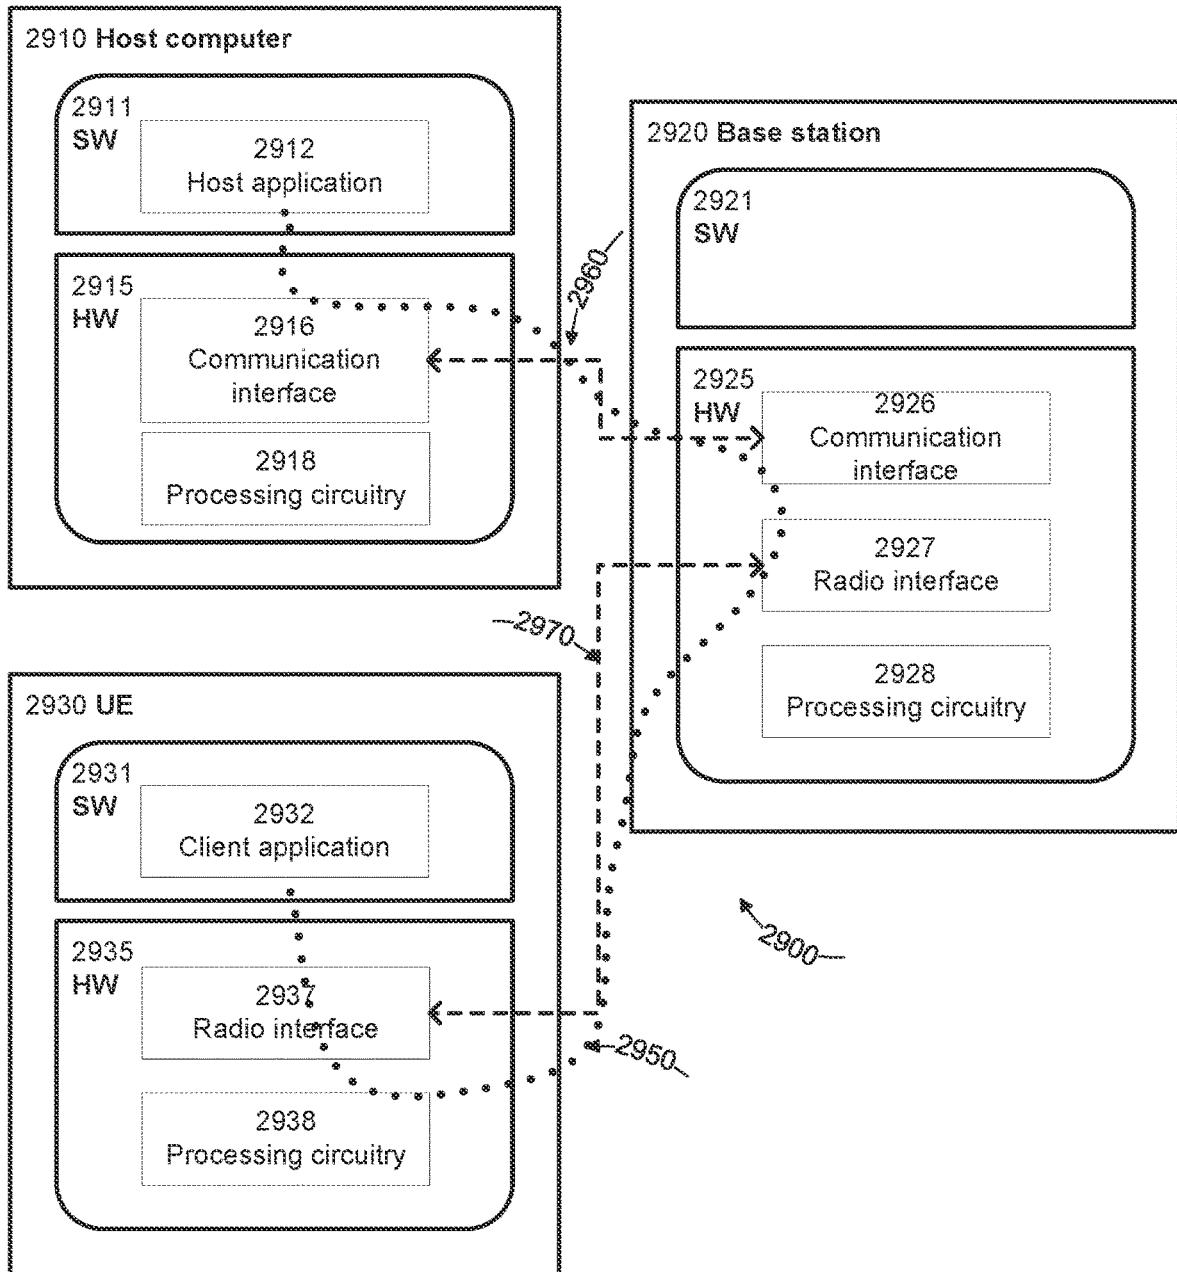 2910 Host computer
2911
SW
2912
Host application
2915
HW
2916
Communication
interface
2918
Processing circuitry
2920 Base station
2921
SW
2925
HW
2926
Communication
interface
2927
Radio interface
2928
Processing circuitry
2960
2970
2930 UE
2931
SW
2932
Client application
2935
HW
2937
Radio interface
2938
Processing circuitry
2900
2950